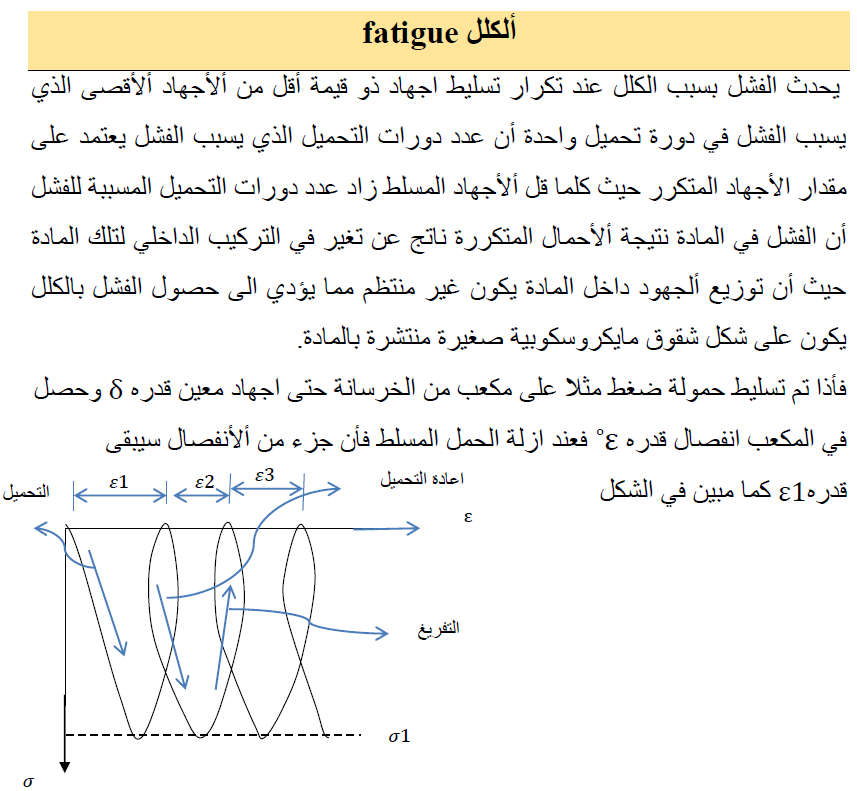 ألكلل fatigue
يحدث الفشل بسبب الكلل عند تكرار تسليط اجهاد ذو قيمة أقل من ألأجهاد ألأقصى الذي
يسبب الفشل في دورة تحميل واحدة أن عدد دورات التحميل الذي يسبب الفشل يعتمد على
مقدار الأجهاد المتكرر حيث كلما قل ألأجهاد المسلط زاد عدد دورات التحميل المسببة للفشل
أن الفشل في المادة نتيجة ألأحمال المتكررة ناتج عن تغير في التركيب الداخلي لتلك المادة
حيث أن توزيع ألجهود داخل المادة يكون غير منتظم مما يؤدي الى حصول الفشل بالكلل
يكون على شكل شقوق مايكروسكوبية صغيرة منتشرة بالمادة.
فأذا تم تسليط حمولة ضغط مثلا على مكعب من الخرسانة حتى اجهاد معين قدره δ وحصل
في المكعب انفصال قدره ε° فعند ازلة الحمل المسلط فأن جزء من ألأنفصال سيبقى
قدرهε1 كما مبين في الشكل
اعادة التحميل
ε3
ε2
ε1
التحميل
ε
التفريغ
σ1
σ